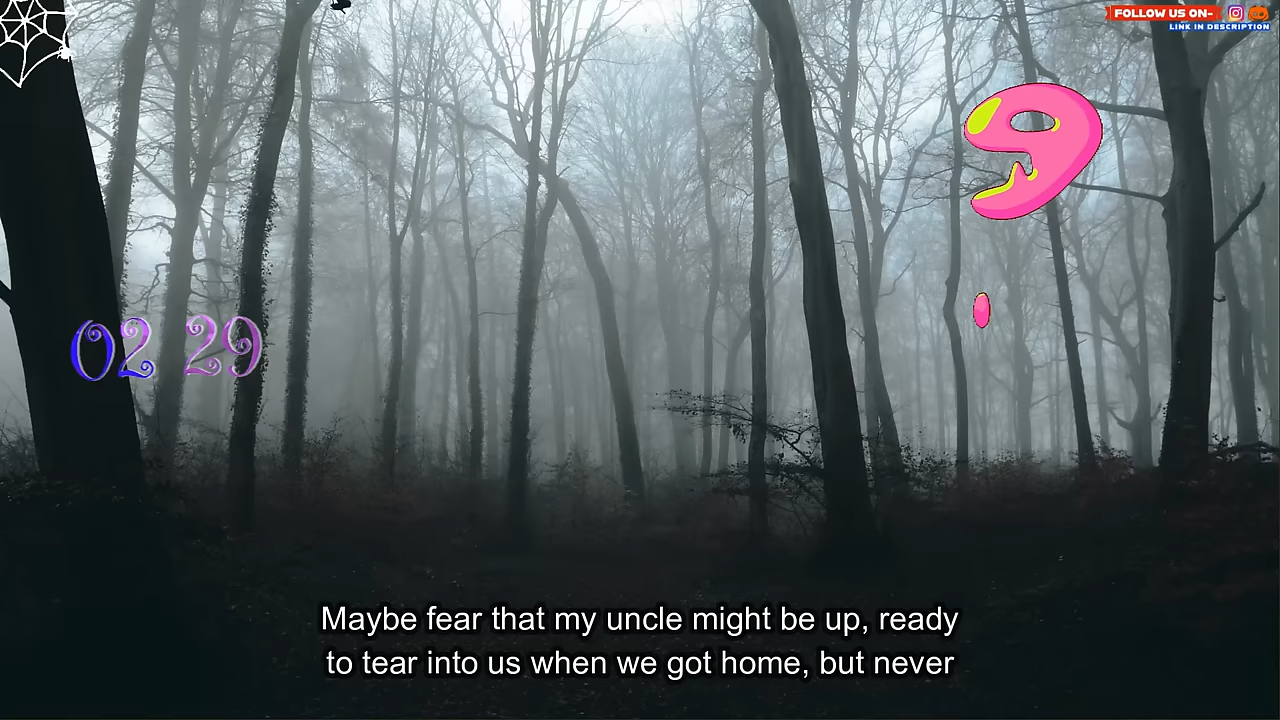 FOLLOW US ON-
LINK IN DESCRIPTION
9
02 29
Maybe fear that my uncle might be up, ready
to tear into us when we got home, but never